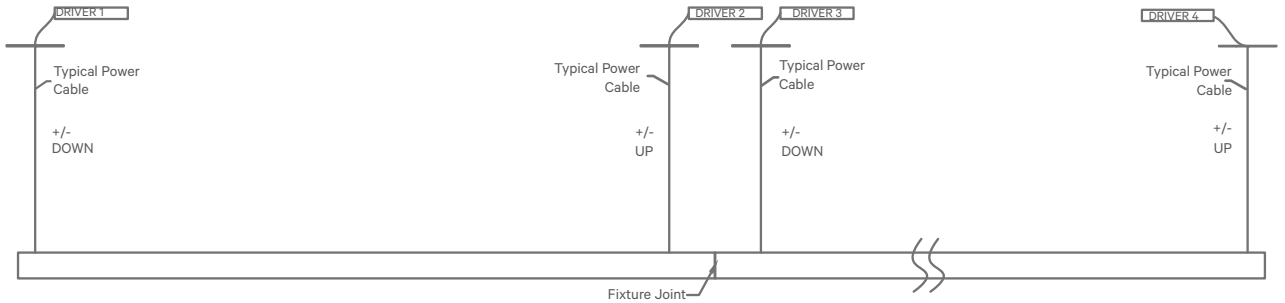 DRIVER 1
DRIVER 2
DRIVER 3
DRIVER 4
Typical Power
Cable
Typical Power
Cable
Typical Power
Cable
Typical Power
Cable
+/-
DOWN
+/-
UP
+/-
DOWN
+/-
UP
Fixture Joint